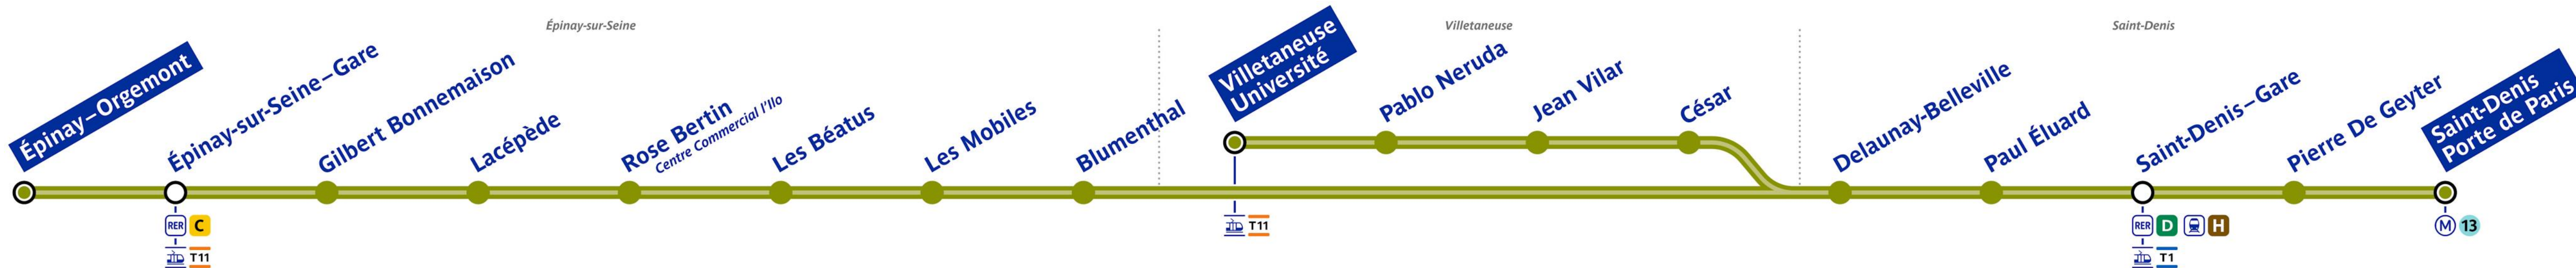 Épinay-sur-Seine
Villetaneuse
Saint-Denis
Épinay–Orgemont
Épinay-sur-Seine–Gare
Gilbert Bonnemaison
Lacépède
Rose Bertin
Centre Commercial l'Ilo
Les Béatus
Les Mobiles
Blumenthal
Villetaneuse
Université
Pablo Neruda
Jean Vilar
César
Delaunay-Belleville
Paul Éluard
Saint-Denis–Gare
Pierre De Geyter
Saint-Denis
Porte de Paris
RER C
T11
T11
RER D H
T1
M 13